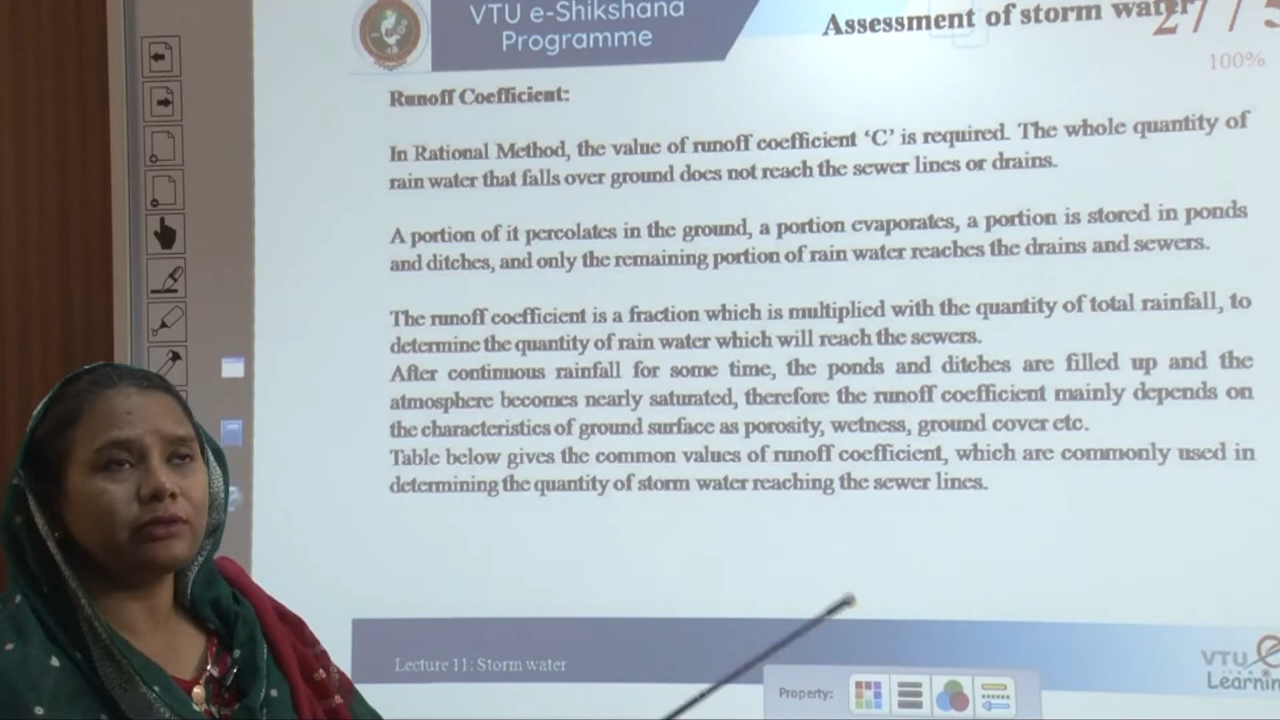 VTU e-Shikshana
Programme
Assessment of storm water
27 / 5
100%
Runoff Coefficient:
In Rational Method, the value of runoff coefficient ‘C’ is required. The whole quantity of
rain water that falls over ground does not reach the sewer lines or drains.
A portion of it percolates in the ground, a portion evaporates, a portion is stored in ponds
and ditches, and only the remaining portion of rain water reaches the drains and sewers.
The runoff coefficient is a fraction which is multiplied with the quantity of total rainfall, to
determine the quantity of rain water which will reach the sewers.
After continuous rainfall for some time, the ponds and ditches are filled up and the
atmosphere becomes nearly saturated, therefore the runoff coefficient mainly depends on
the characteristics of ground surface as porosity, wetness, ground cover etc.
Table below gives the common values of runoff coefficient, which are commonly used in
determining the quantity of storm water reaching the sewer lines.
Lecture 11: Storm water
VTU
Learnin
Property: